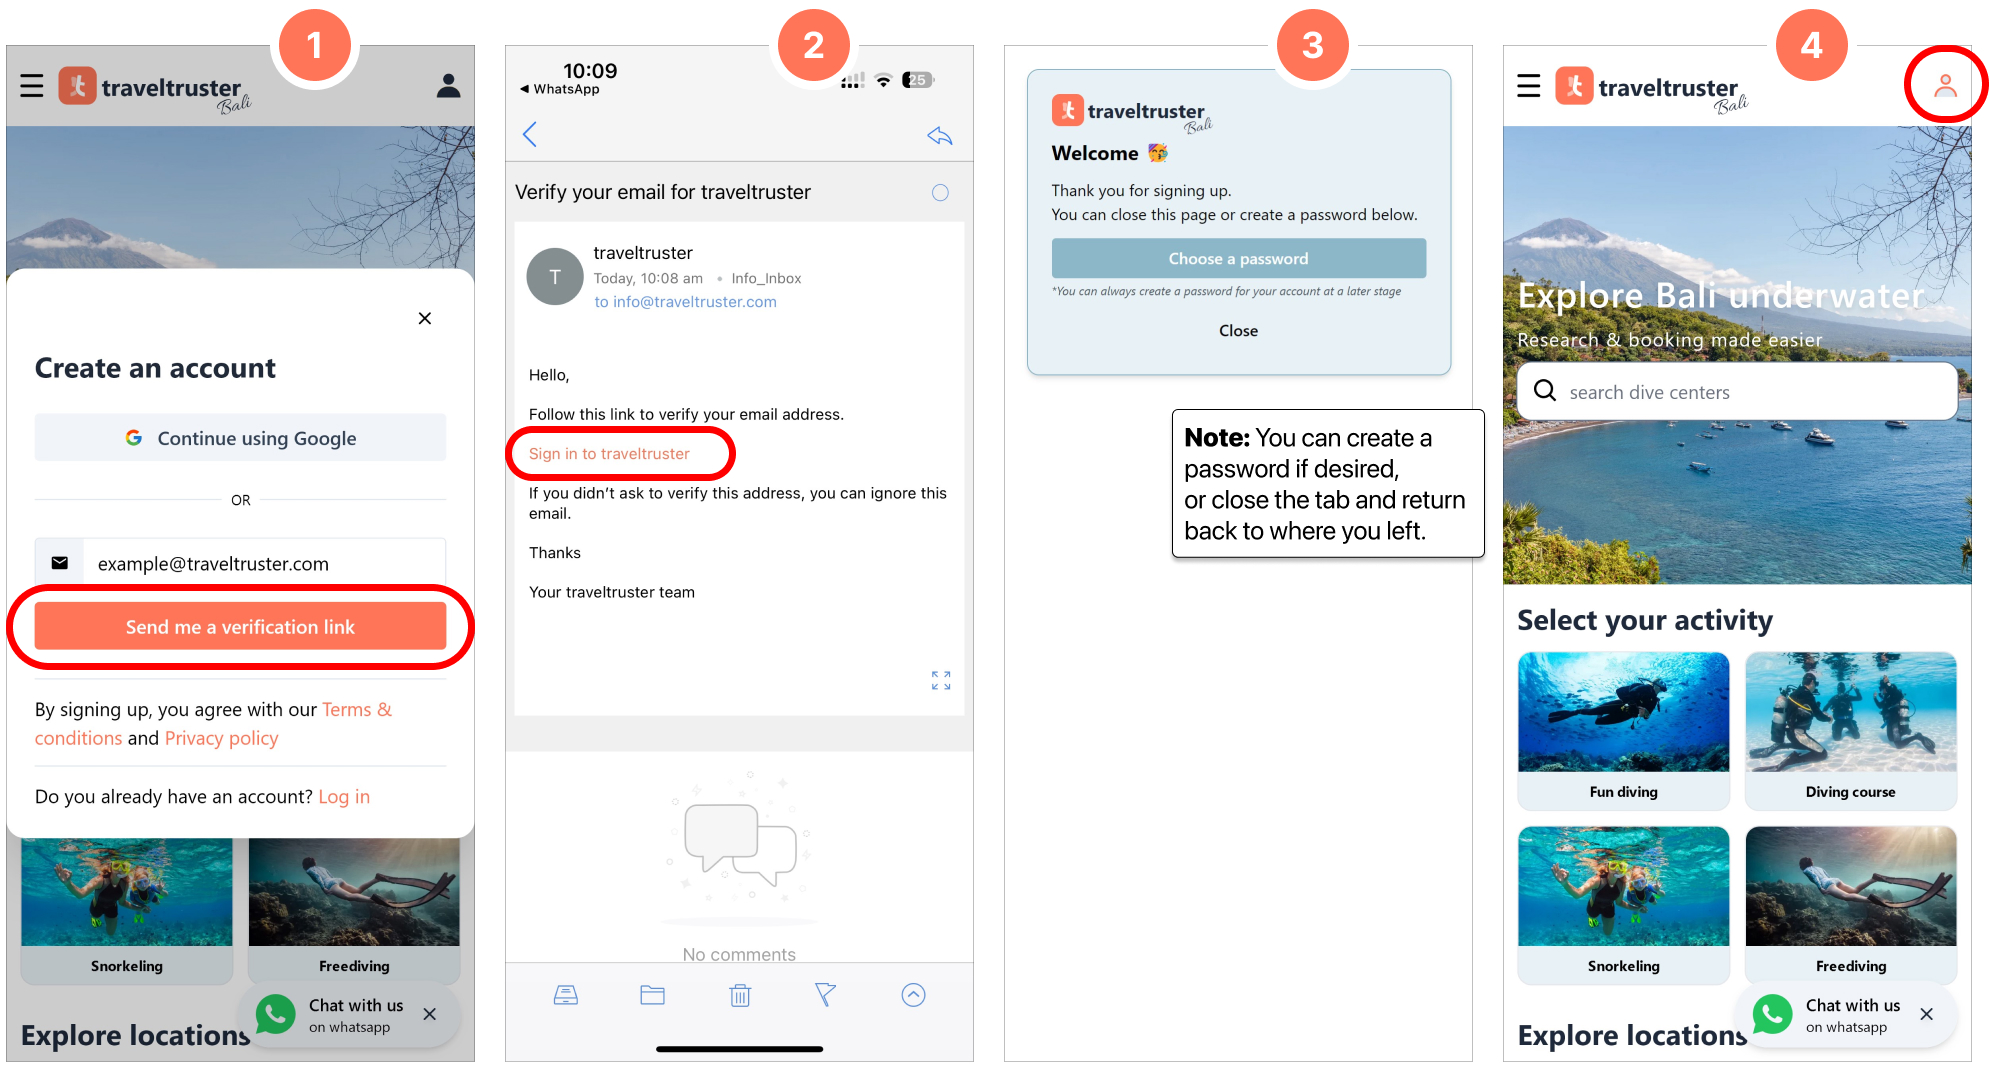 1
traveltruster
Bali
Create an account
Continue using Google
OR
example@traveltruster.com
Send me a verification link
By signing up, you agree with our Terms &
conditions and Privacy policy
Do you already have an account? Log in
Snorkeling
Freediving
Chat with us
on whatsapp
Explore locations
2
10:09
25
WhatsApp
Verify your email for traveltruster
T
traveltruster
Today, 10:08 am • Info_Inbox
to info@traveltruster.com
Hello,
Follow this link to verify your email address.
Sign in to traveltruster
If you didn't ask to verify this address, you can ignore this
email.
Thanks
Your traveltruster team
No comments
3
traveltruster
Bali
Welcome
Thank you for signing up.
You can close this page or create a password below.
Choose a password
*You can always create a password for your account at a later stage
Close
Note: You can create a
password if desired,
or close the tab and return
back to where you left.
4
traveltruster
Bali
Explore Bali underwater
Research & booking made easier
search dive centers
Select your activity
Fun diving
Diving course
Snorkeling
Freediving
Chat with us
on whatsapp
Explore locations